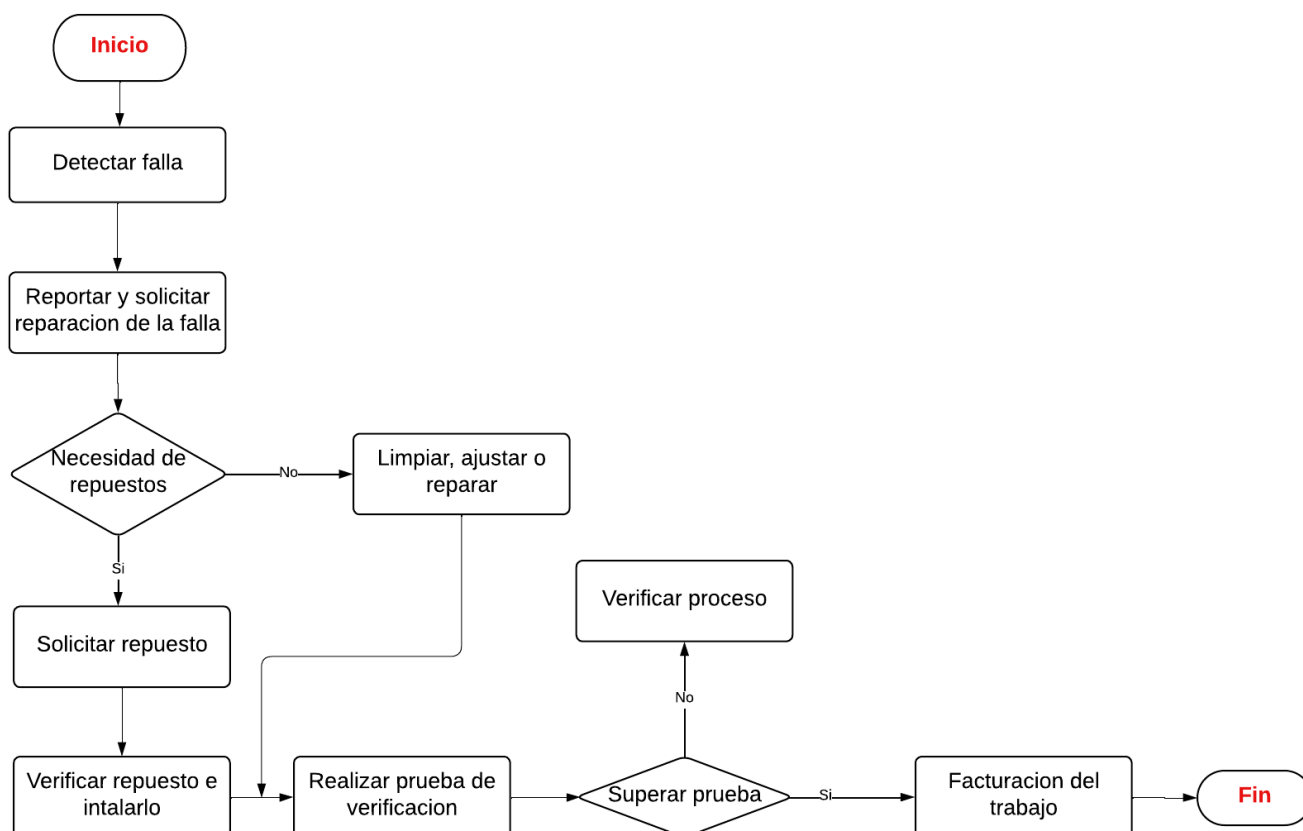 Inicio
Detectar falla
Reportar y solicitar
reparacion de la falla
Necesidad de
repuestos
No
Limpiar, ajustar o
reparar
Si
Solicitar repuesto
Verificar proceso
No
Verificar repuesto e
intalarlo
Realizar prueba de
verificacion
Superar prueba
Si
Facturacion del
trabajo
Fin